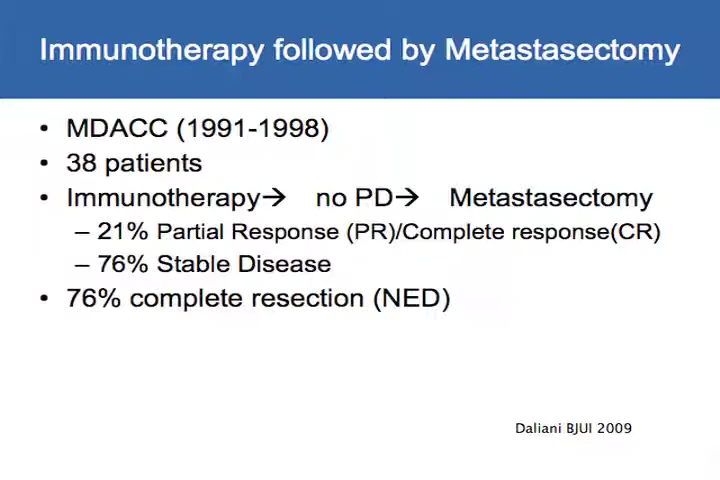 Immunotherapy followed by Metastasectomy
• MDACC (1991-1998)
• 38 patients
• Immunotherapy→ no PD→ Metastasectomy
– 21% Partial Response (PR)/Complete response(CR)
– 76% Stable Disease
• 76% complete resection (NED)
Daliani BJUI 2009